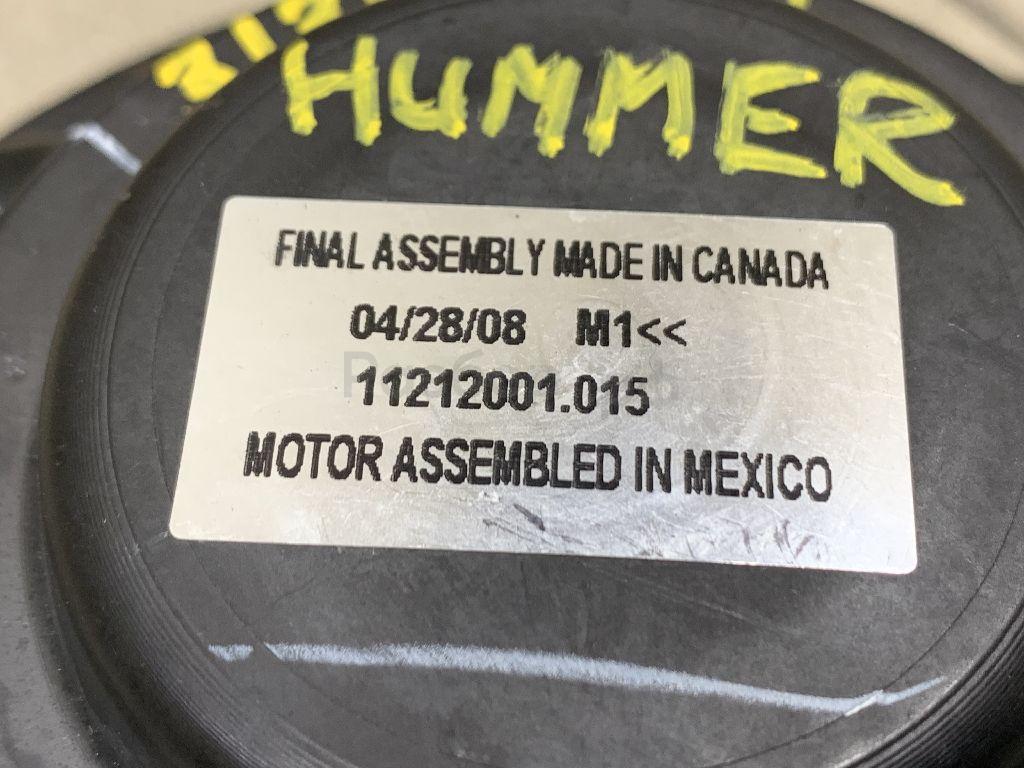 HUMMER
FINAL ASSEMBLY MADE IN CANADA
04/28/08 M1<<
11212001.015
MOTOR ASSEMBLED IN MEXICO